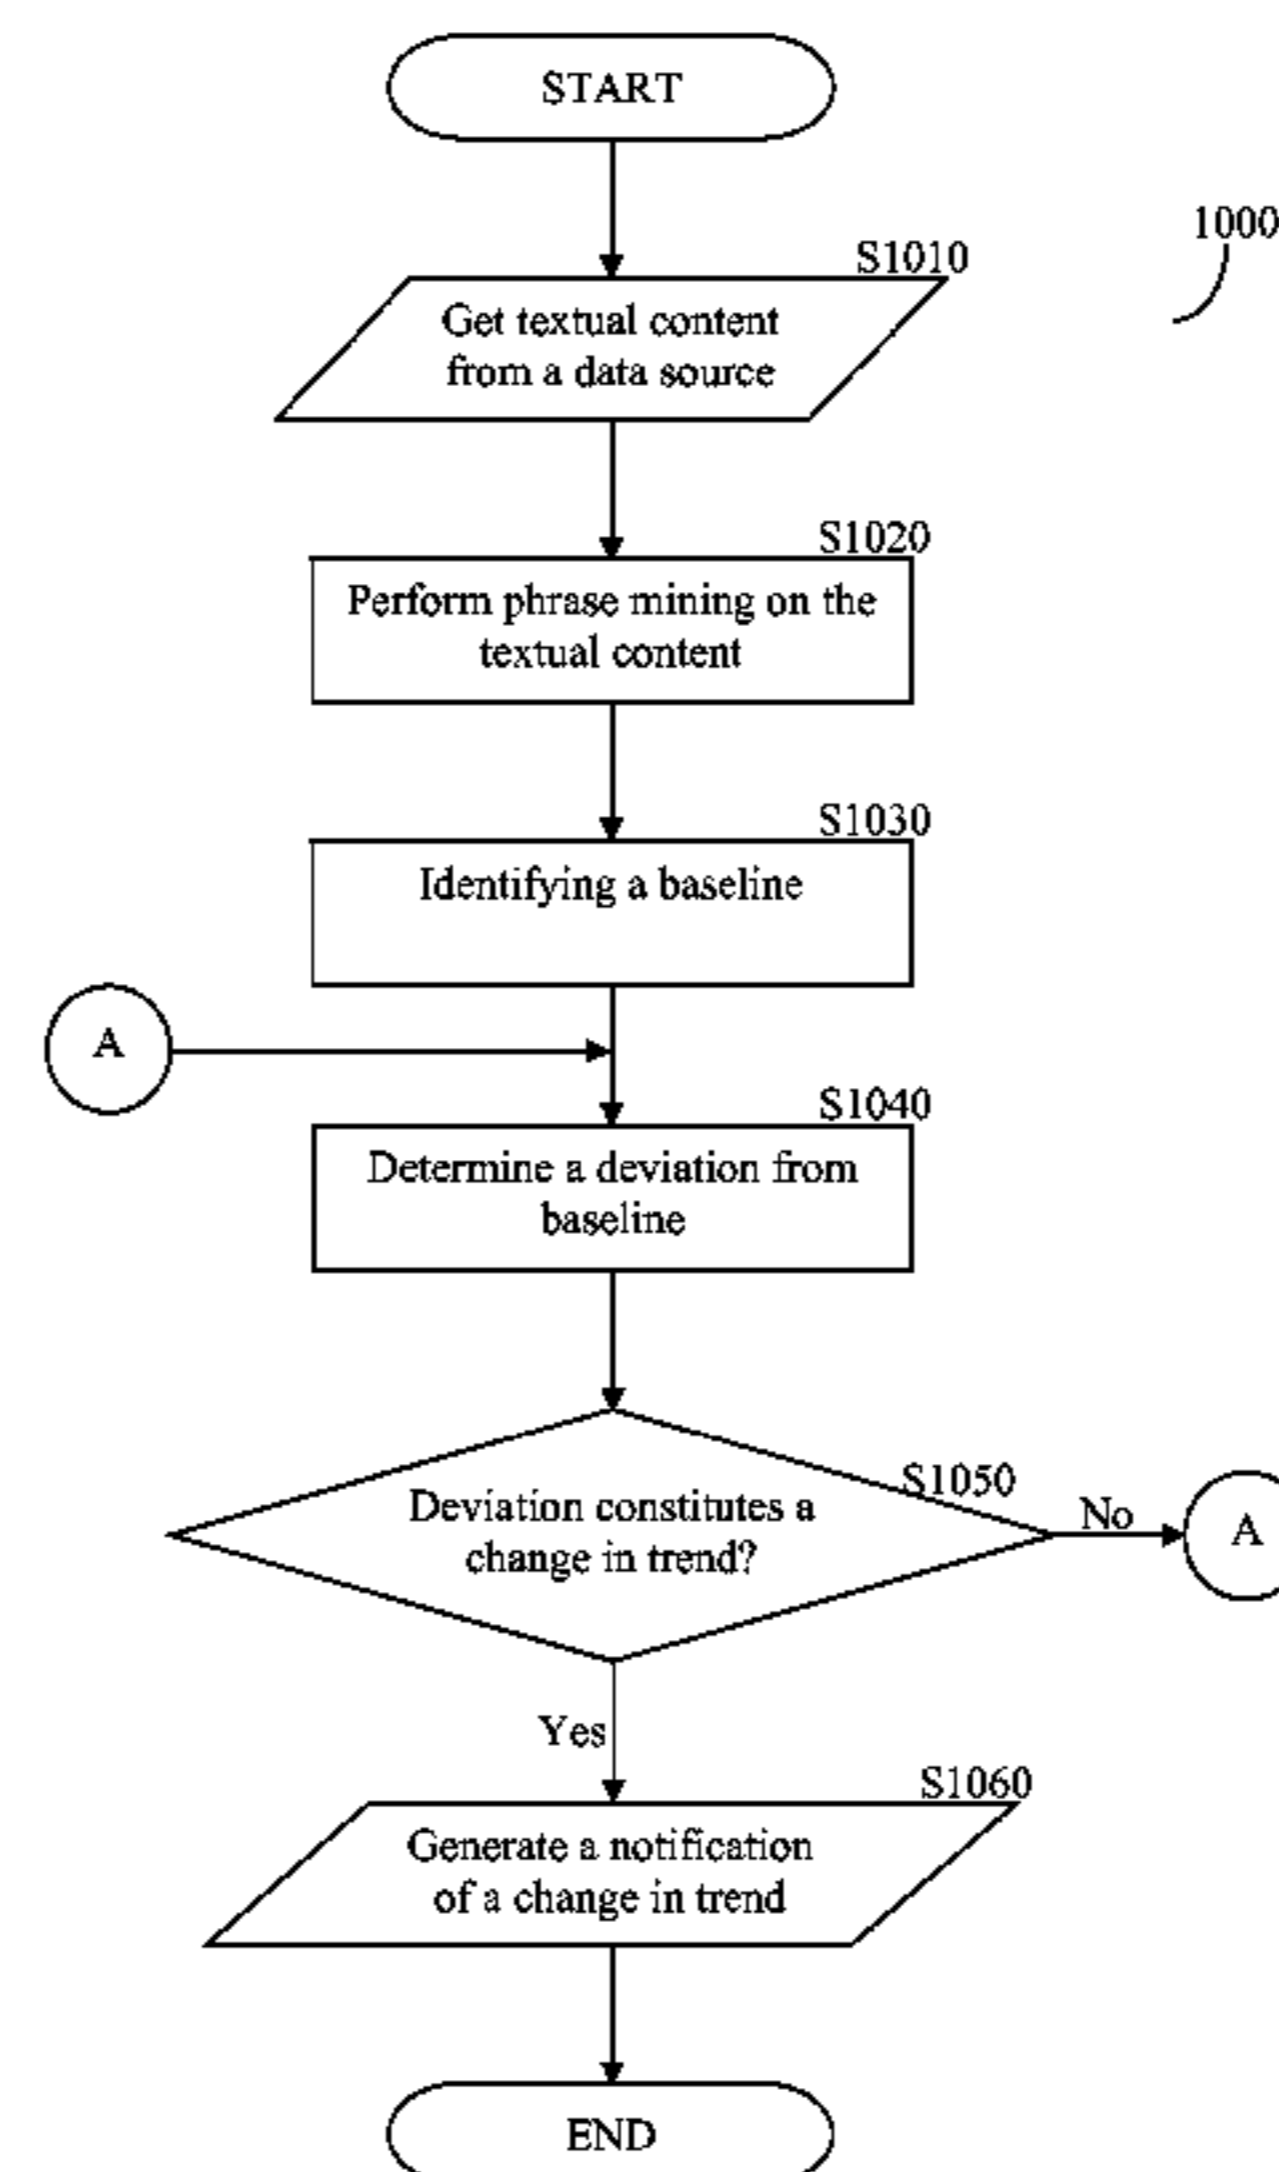 START
1000
S1010
Get textual content
from a data source
S1020
Perform phrase mining on the
textual content
S1030
Identifying a baseline
A
S1040
Determine a deviation from
baseline
S1050
Deviation constitutes a
change in trend?
No
A
Yes
S1060
Generate a notification
of a change in trend
END